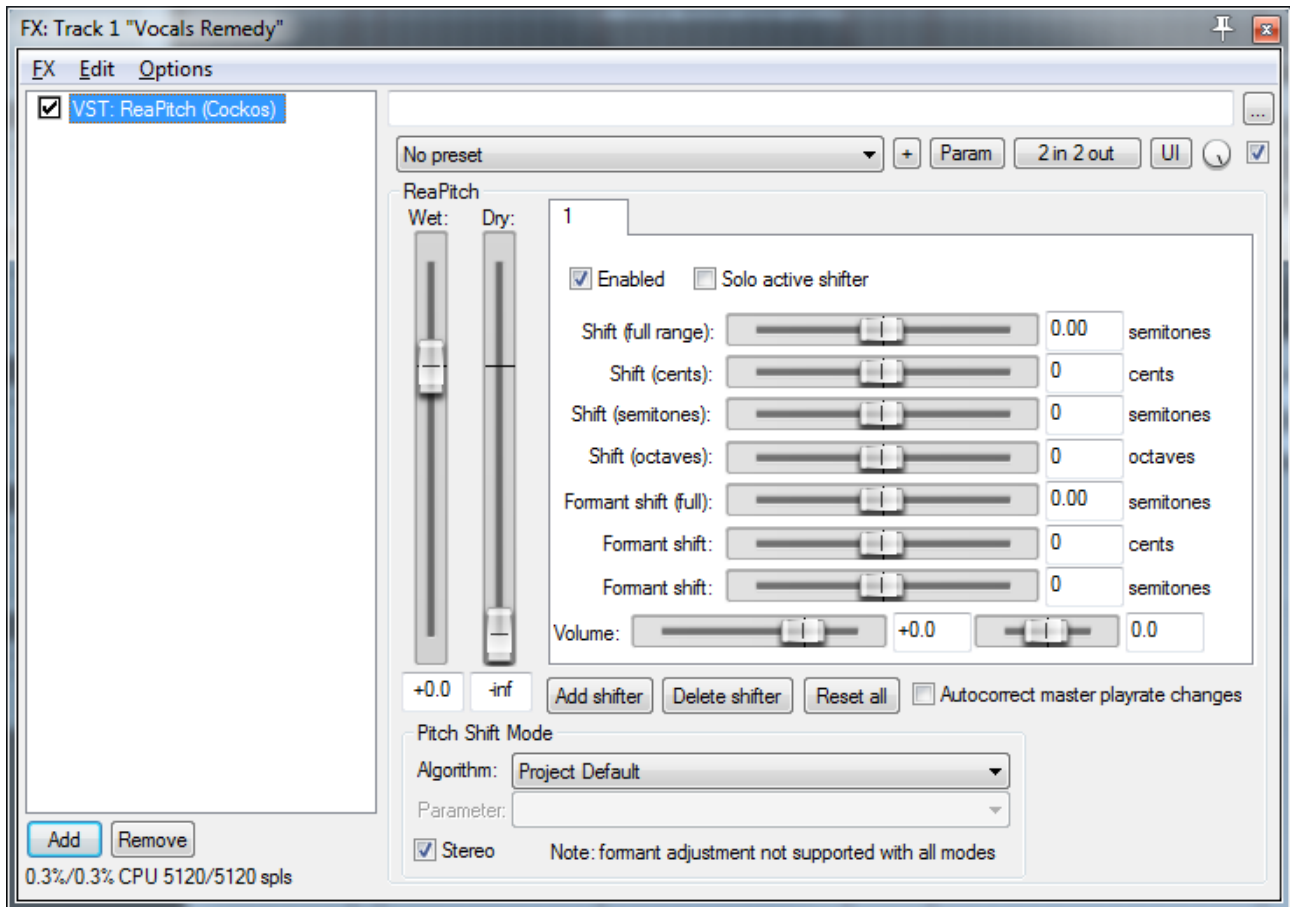 FX: Track 1 "Vocals Remedy"
FX Edit Options
VST: ReaPitch (Cockos)
...
No preset + Param 2 in 2 out UI
ReaPitch
Wet: Dry: 1
Enabled Solo active shifter
Shift (full range): 0.00 semitones
Shift (cents): 0 cents
Shift (semitones): 0 semitones
Shift (octaves): 0 octaves
Formant shift (full): 0.00 semitones
Formant shift: 0 cents
Formant shift: 0 semitones
Volume: +0.0 0.0
+0.0 -inf Add shifter Delete shifter Reset all Autocorrect master playrate changes
Pitch Shift Mode
Algorithm: Project Default
Parameter:
Stereo Note: formant adjustment not supported with all modes
Add Remove
0.3%/0.3% CPU 5120/5120 spls